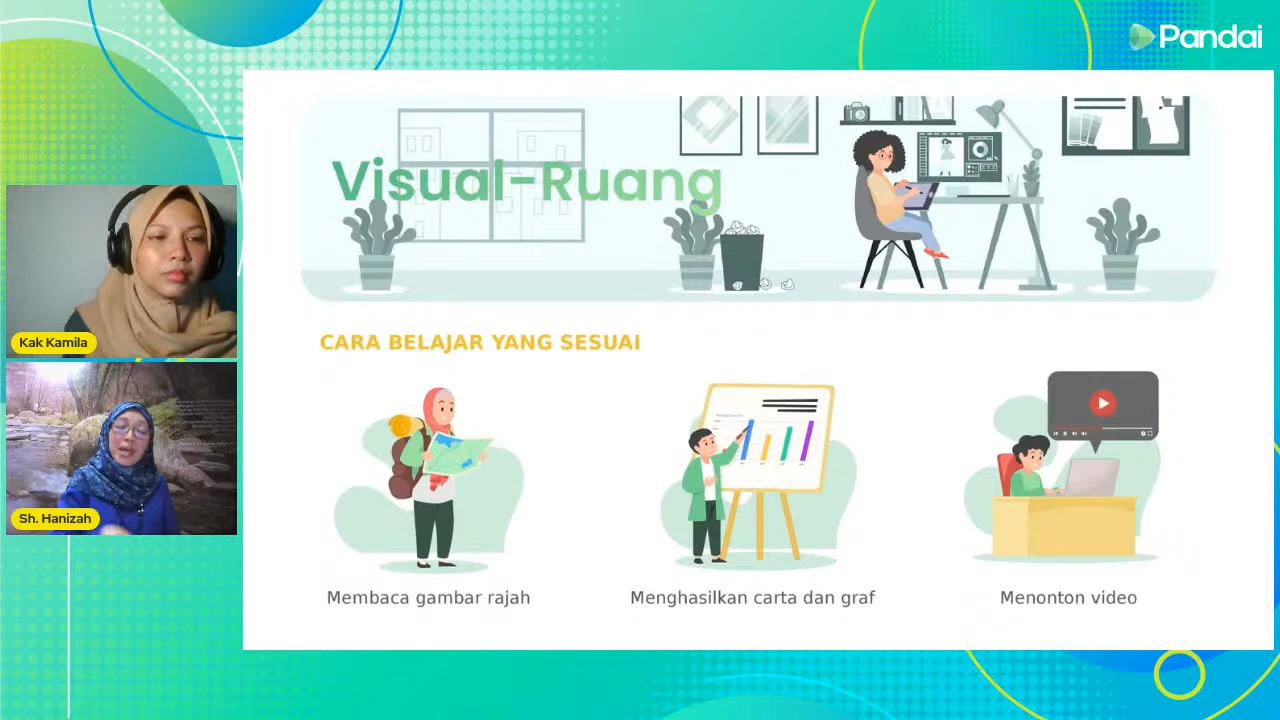 Pandai
Visual-Ruang
CARA BELAJAR YANG SESUAI
Kak Kamila
Sh. Hanizah
Membaca gambar rajah
Menghasilkan carta dan graf
Menonton video